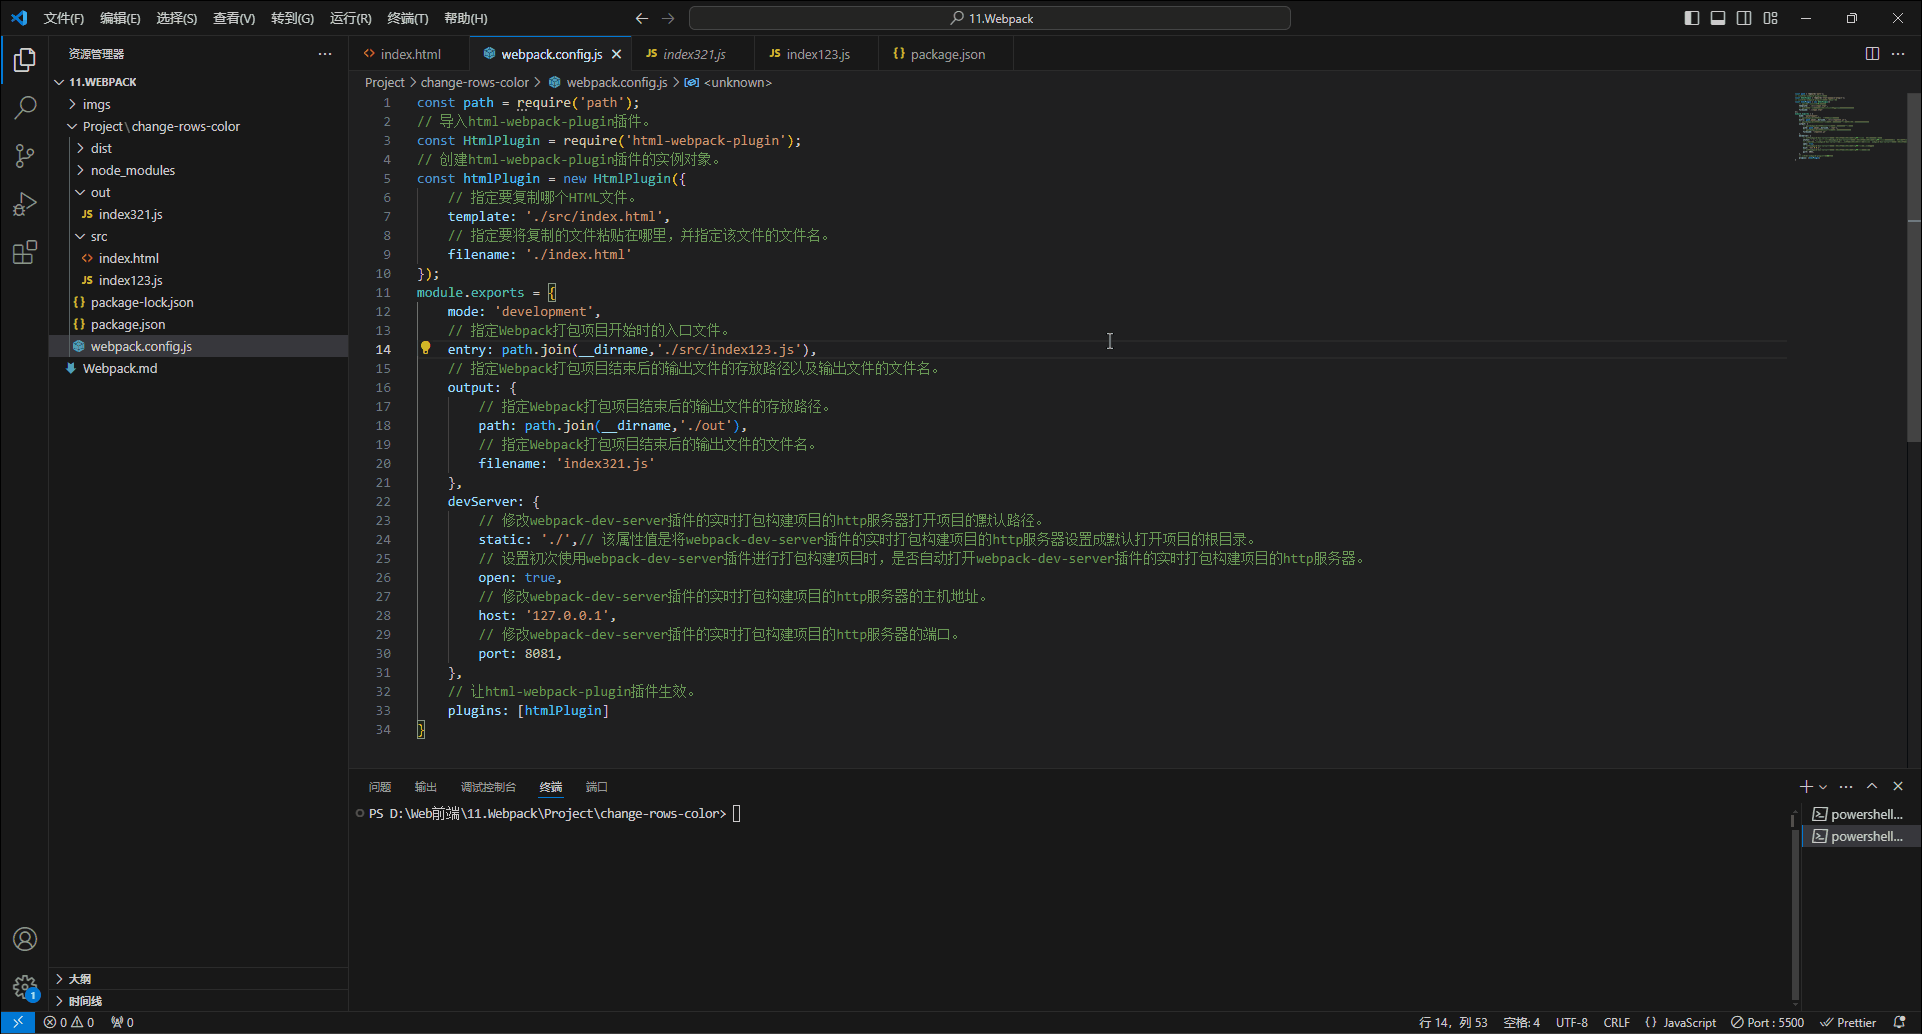 文件(F) 编辑(E) 选择(S) 查看(V) 转到(G) 运行(R) 终端(T) 帮助(H) 11.Webpack
资源管理器
11.WEBPACK
imgs
Project\change-rows-color
dist
node_modules
out
JS index321.js
src
<> index.html
JS index123.js
{} package-lock.json
{} package.json
webpack.config.js
Webpack.md
大纲
时间线
1
<> index.html webpack.config.js JS index321.js JS index123.js {} package.json
Project > change-rows-color > webpack.config.js > <unknown>
1 const path = require('path');
2 // 导入html-webpack-plugin插件。
3 const HtmlPlugin = require('html-webpack-plugin');
4 // 创建html-webpack-plugin插件的实例对象。
5 const htmlPlugin = new HtmlPlugin({
6 // 指定要复制哪个HTML文件。
7 template: './src/index.html',
8 // 指定要将复制的文件粘贴在哪里，并指定该文件的文件名。
9 filename: './index.html'
10 });
11 module.exports = {
12 mode: 'development',
13 // 指定Webpack打包项目开始时的入口文件。
14 entry: path.join(__dirname,'./src/index123.js'),
15 // 指定Webpack打包项目结束后的输出文件的存放路径以及输出文件的文件名。
16 output: {
17 // 指定Webpack打包项目结束后的输出文件的存放路径。
18 path: path.join(__dirname,'./out'),
19 // 指定Webpack打包项目结束后的输出文件的文件名。
20 filename: 'index321.js'
21 },
22 devServer: {
23 // 修改webpack-dev-server插件的实时打包构建项目的http服务器打开项目的默认路径。
24 static: './',// 该属性值是将webpack-dev-server插件的实时打包构建项目的http服务器设置成默认打开项目的根目录。
25 // 设置初次使用webpack-dev-server插件进行打包构建项目时，是否自动打开webpack-dev-server插件的实时打包构建项目的http服务器。
26 open: true,
27 // 修改webpack-dev-server插件的实时打包构建项目的http服务器的主机地址。
28 host: '127.0.0.1',
29 // 修改webpack-dev-server插件的实时打包构建项目的http服务器的端口。
30 port: 8081,
31 },
32 // 让html-webpack-plugin插件生效。
33 plugins: [htmlPlugin]
34 }
问题 输出 调试控制台 终端 端口
PS D:\Web前端\11.Webpack\Project\change-rows-color>
powershell...
powershell...
0 0 0 行 14，列 53 空格: 4 UTF-8 CRLF {} JavaScript Port : 5500 Prettier